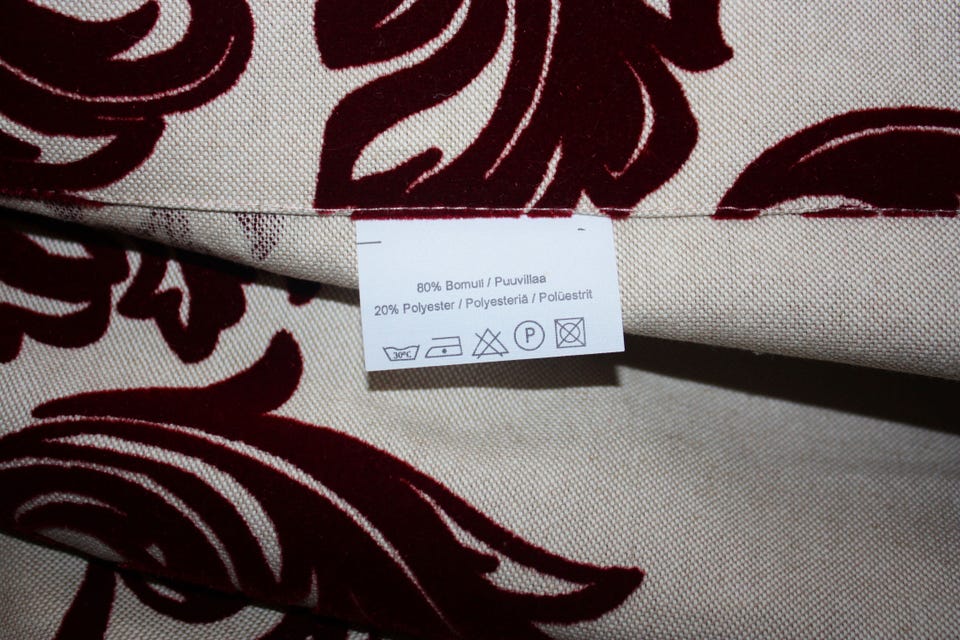 80% Bomull / Puuvillaa
20% Polyester / Polyesteriä / Polüestrit
30°C P